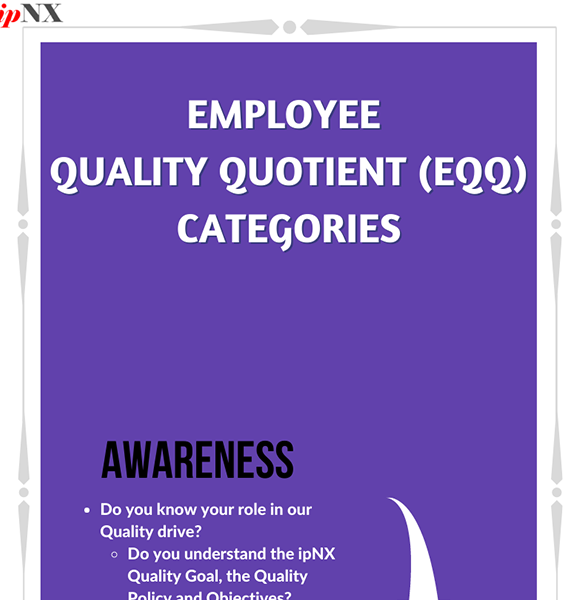 ipNX
EMPLOYEE
QUALITY QUOTIENT (EQQ)
CATEGORIES
AWARENESS
• Do you know your role in our
Quality drive?
○ Do you understand the ipNX
Quality Goal, the Quality
Policy and Objectives?